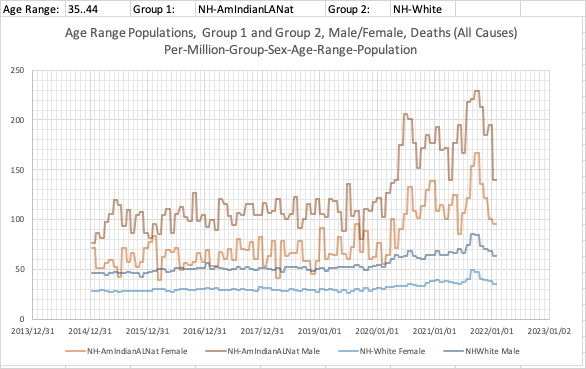 Age Range: 35..44 Group 1: NH-AmIndianLANat Group 2: NH-White
Age Range Populations, Group 1 and Group 2, Male/Female, Deaths (All Causes)
Per-Million-Group-Sex-Age-Range-Population
250
200
150
100
50
0
2013/12/31 2014/12/31 2015/12/31 2016/12/31 2017/12/31 2019/01/01 2020/01/01 2021/01/01 2022/01/01 2023/01/02
NH-AmIndianALNat Female NH-AmIndianALNat Male NH-White Female NHWhite Male